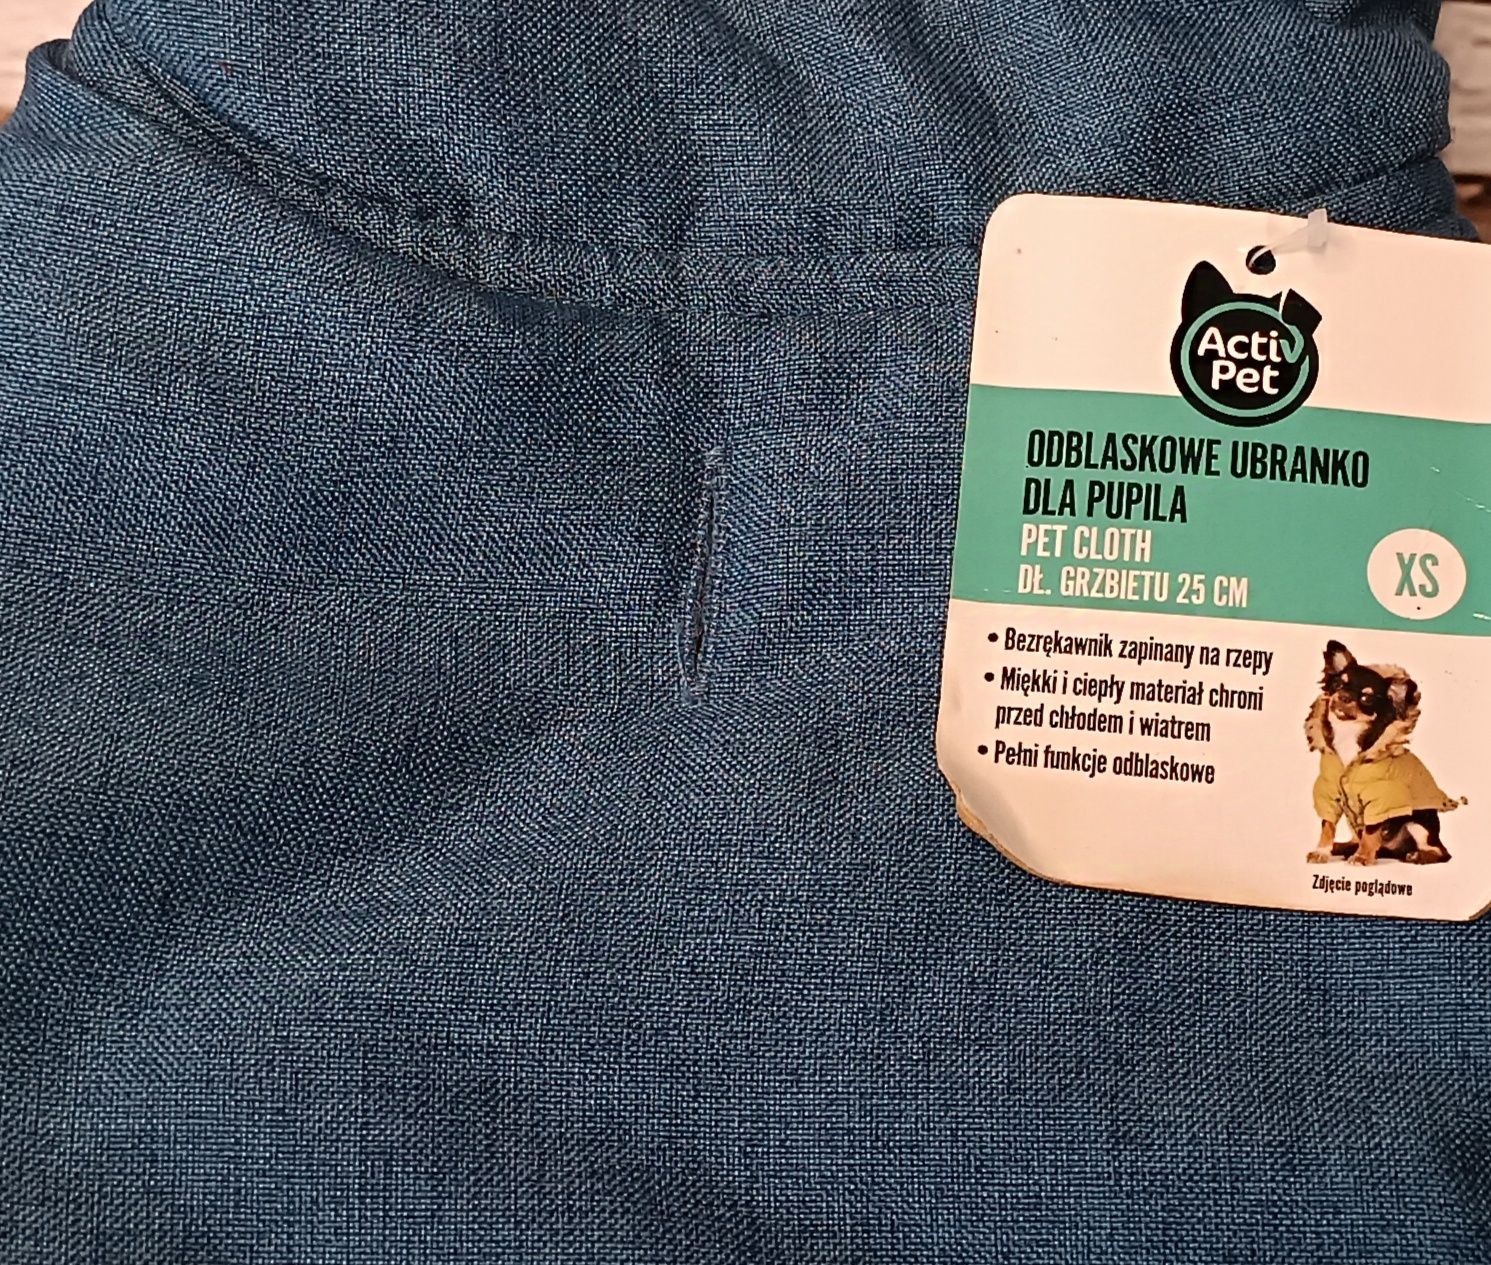 Activ
Pet
ODBLASKOWE UBRANKO
DLA PUPILA
PET CLOTH
DŁ. GRZBIETU 25 CM
XS
• Bezrękawnik zapinany na rzepy
• Miękki i ciepły materiał chroni
przed chłodem i wiatrem
• Pełni funkcje odblaskowe
Zdjęcie poglądowe